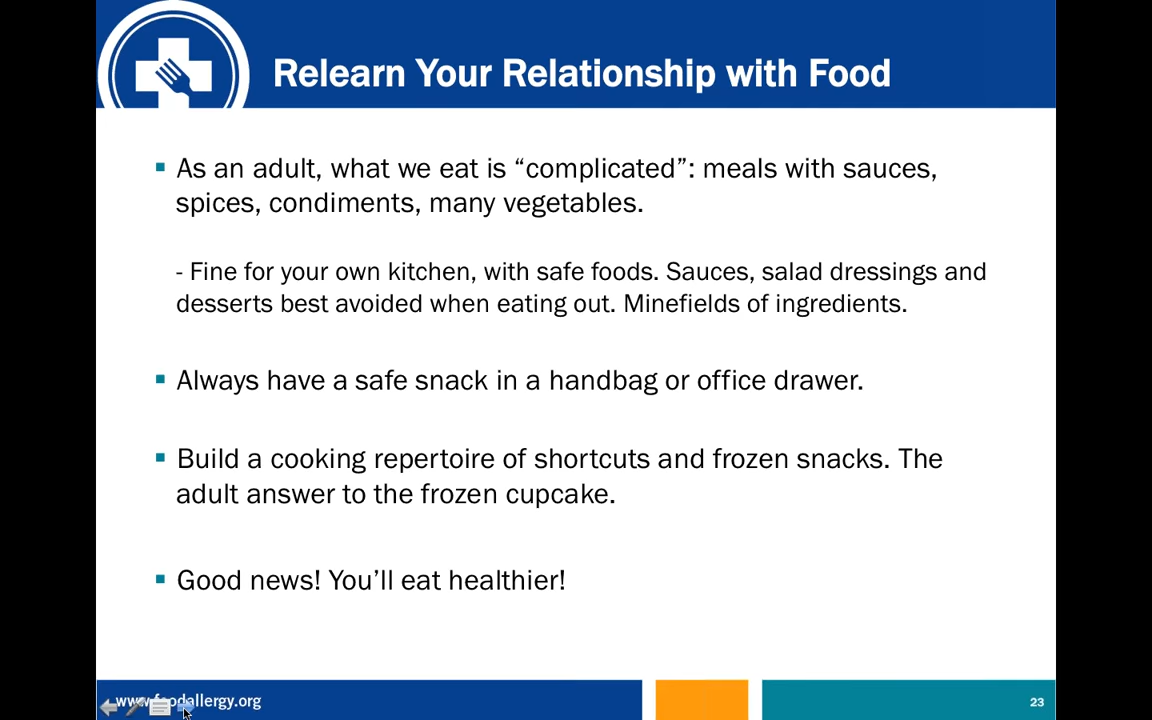 Relearn Your Relationship with Food
As an adult, what we eat is “complicated”: meals with sauces,
spices, condiments, many vegetables.
- Fine for your own kitchen, with safe foods. Sauces, salad dressings and
desserts best avoided when eating out. Minefields of ingredients.
Always have a safe snack in a handbag or office drawer.
Build a cooking repertoire of shortcuts and frozen snacks. The
adult answer to the frozen cupcake.
Good news! You’ll eat healthier!
www.foodallergy.org
23